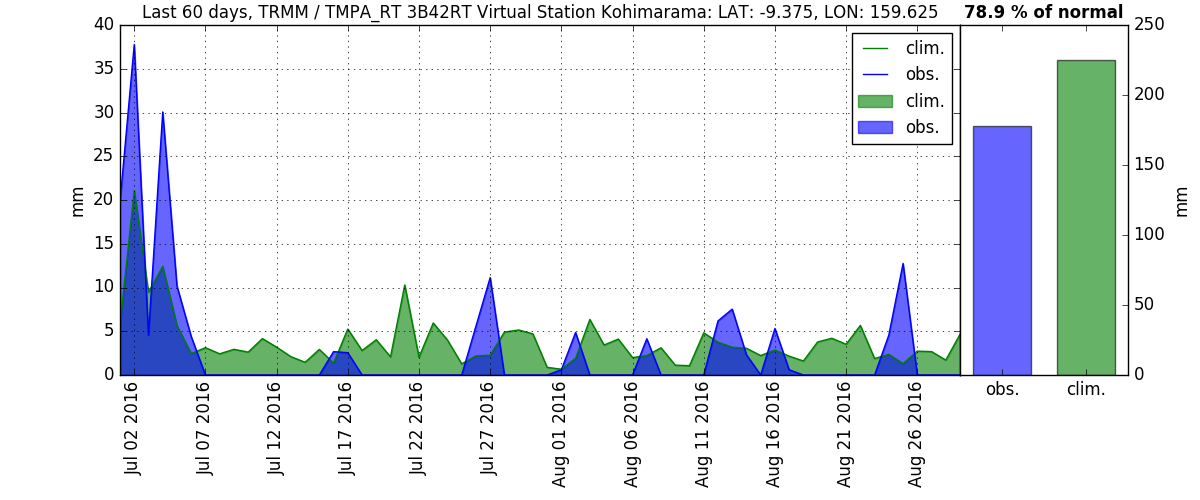 Last 60 days, TRMM / TMPA_RT 3B42RT Virtual Station Kohimarama: LAT: -9.375, LON: 159.625
78.9 % of normal
40
35
30
25
20
15
10
5
0
mm
clim.
obs.
clim.
obs.
Jul 02 2016
Jul 07 2016
Jul 12 2016
Jul 17 2016
Jul 22 2016
Jul 27 2016
Aug 01 2016
Aug 06 2016
Aug 11 2016
Aug 16 2016
Aug 21 2016
Aug 26 2016
250
200
150
100
50
0
mm
obs.
clim.